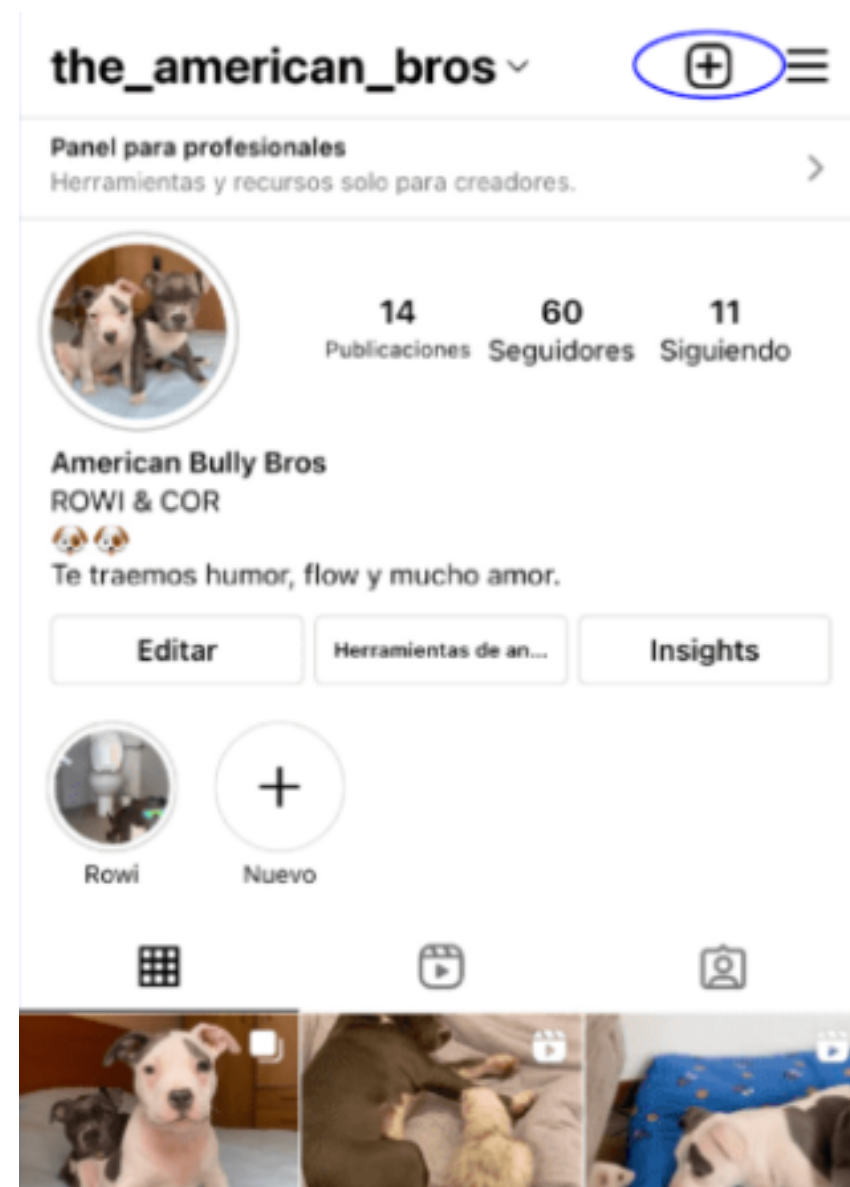 the_american_bros
Panel para profesionales
Herramientas y recursos solo para creadores.
14 60 11
Publicaciones Seguidores Siguiendo
American Bully Bros
ROWI & COR
🐶🐶
Te traemos humor, flow y mucho amor.
Editar Herramientas de an... Insights
Rowi Nuevo